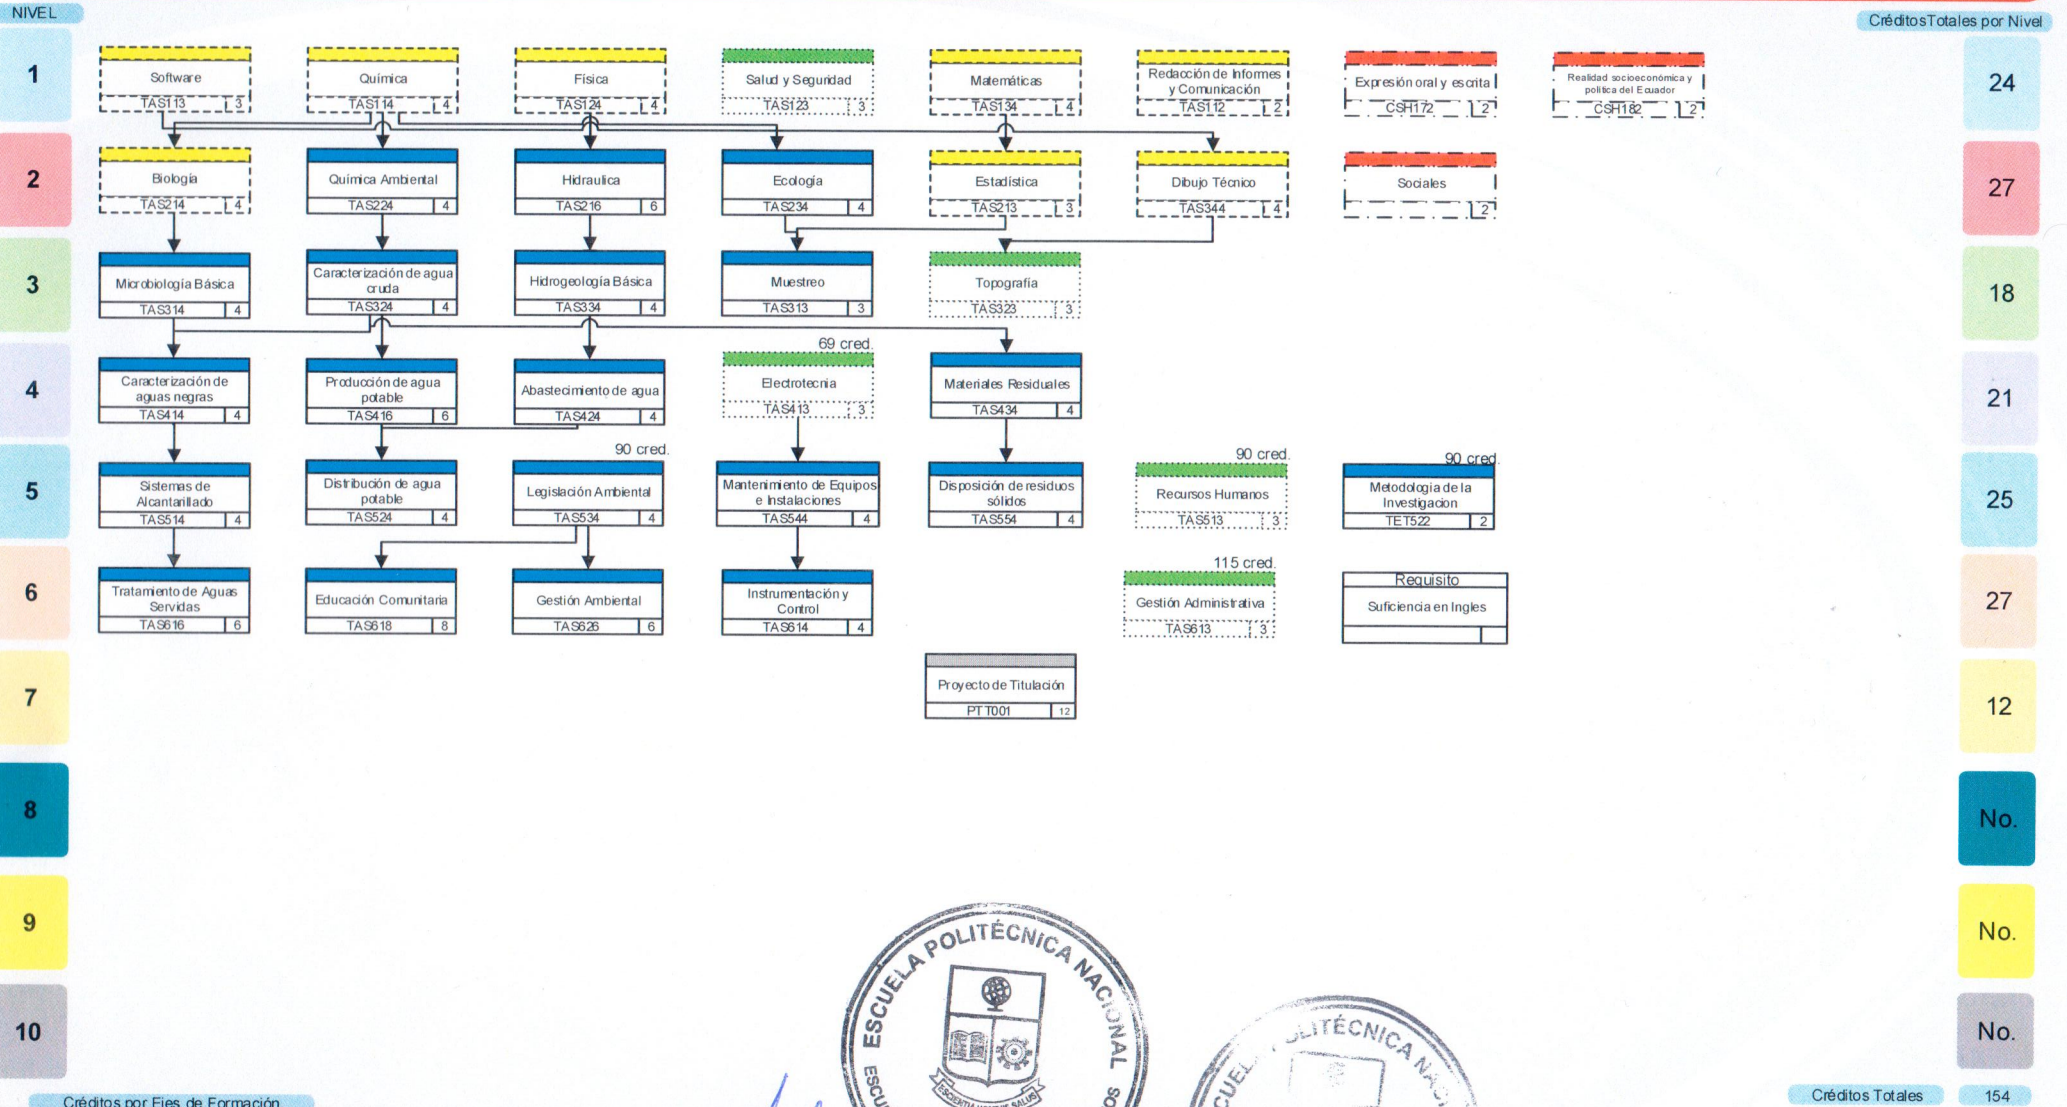 NIVEL
CréditosTotales por Nivel
1
Software
TAS113 3
Química
TAS114 4
Física
TAS124 4
Salud y Seguridad
TAS123 3
Matemáticas
TAS134 4
Redacción de Informes
y Comunicación
TAS112 2
Expresión oral y escrita
CSH172 2
Realidad socioeconómica y
política del Ecuador
CSH182 2
24
2
Biología
TAS214 4
Química Ambiental
TAS224 4
Hidraulica
TAS216 6
Ecología
TAS234 4
Estadística
TAS213 3
Dibujo Técnico
TAS344 4
Sociales
2
27
3
Microbiología Básica
TAS314 4
Caracterización de agua
cruda
TAS324 4
Hidrogeología Básica
TAS334 4
Muestreo
TAS313 3
Topografía
TAS323 3
18
4
Caracterización de
aguas negras
TAS414 4
Producción de agua
potable
TAS416 6
Abastecimiento de agua
TAS424 4
69 cred.
Electrotecnia
TAS413 3
Materiales Residuales
TAS434 4
21
5
Sistemas de
Alcantarillado
TAS514 4
Distribución de agua
potable
TAS524 4
90 cred.
Legislación Ambiental
TAS534 4
Mantenimiento de Equipos
e Instalaciones
TAS544 4
Disposición de residuos
sólidos
TAS554 4
90 cred.
Recursos Humanos
TAS513 3
90 cred.
Metodologia de la
Investigacion
TET522 2
25
6
Tratamiento de Aguas
Servidas
TAS616 6
Educación Comunitaria
TAS618 8
Gestión Ambiental
TAS626 6
Instrumentación y
Control
TAS614 4
115 cred.
Gestión Administrativa
TAS613 3
Requisito
Suficiencia en Ingles
27
7
Proyecto de Titulación
PTT001 12
12
8
No.
9
No.
10
No.
ESCUELA POLITÉCNICA NACIONAL
Créditos por Ejes de Formación
Créditos Totales 154